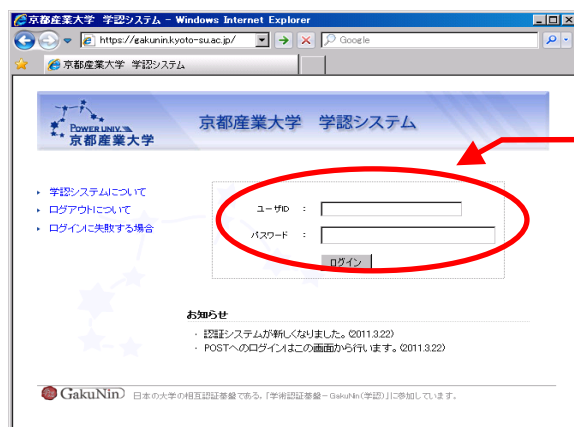 京都産業大学 学認システム - Windows Internet Explorer
https://gakunin.kyoto-su.ac.jp/
Google
京都産業大学 学認システム
POWER UNIV.
京都産業大学
京都産業大学 学認システム
学認システムについて
ログアウトについて
ログインに失敗する場合
ユーザID :
パスワード :
ログイン
お知らせ
・ 認証システムが新しくなりました。(2011.3.22)
・ POSTへのログインはこの画面から行います。(2011.3.22)
GakuNin 日本の大学の相互認証基盤である、「学術認証基盤－GakuNin(学認)」に参加しています。